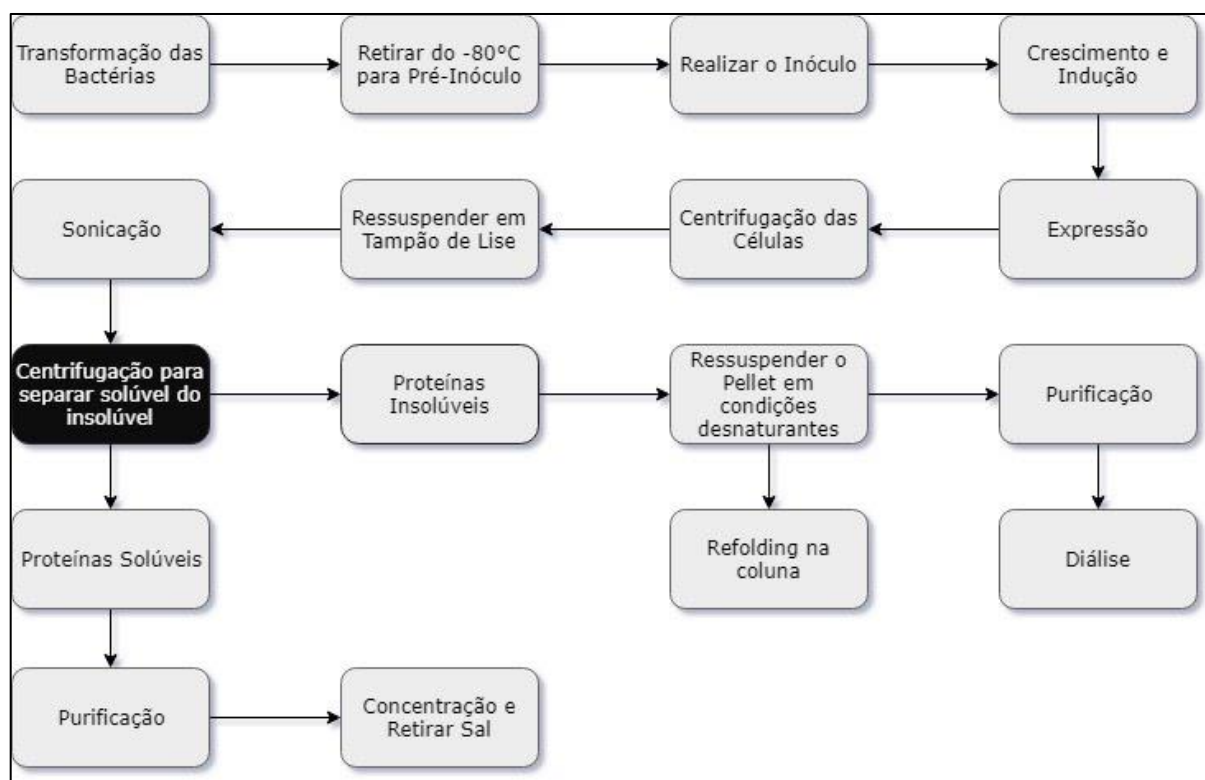 Transformação das
Bactérias
Retirar do -80°C
para Pré-Inóculo
Realizar o Inóculo
Crescimento e
Indução
Sonicação
Ressuspender em
Tampão de Lise
Centrifugação das
Células
Expressão
Centrifugação para
separar solúvel do
insolúvel
Proteínas
Insolúveis
Ressuspender o
Pellet em
condições
desnaturantes
Purificação
Proteínas Solúveis
Refolding na
coluna
Diálise
Purificação
Concentração e
Retirar Sal